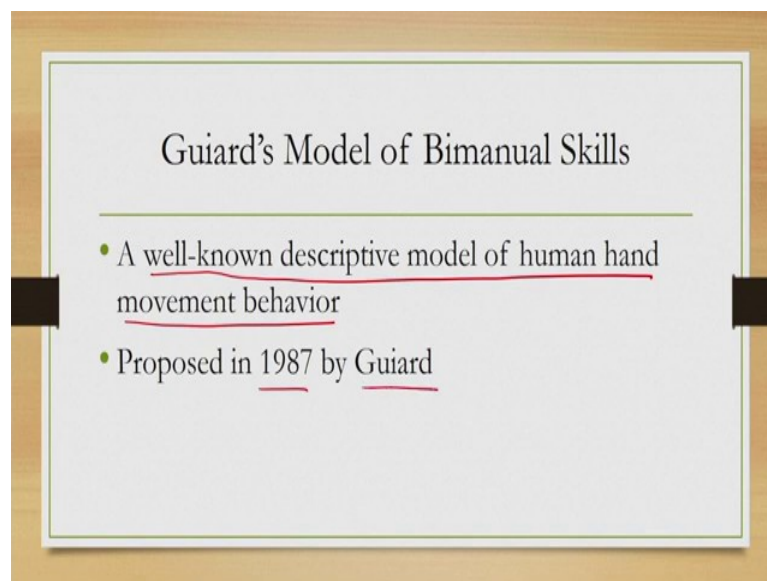 Guiard's Model of Bimanual Skills
• A well-known descriptive model of human hand
movement behavior
• Proposed in 1987 by Guiard